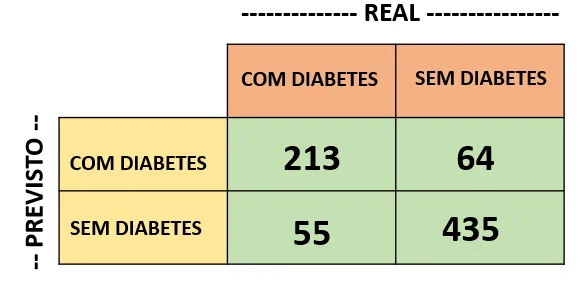 -------------- REAL ----------------
COM DIABETES SEM DIABETES
-- PREVISTO --
COM DIABETES 213 64
SEM DIABETES 55 435